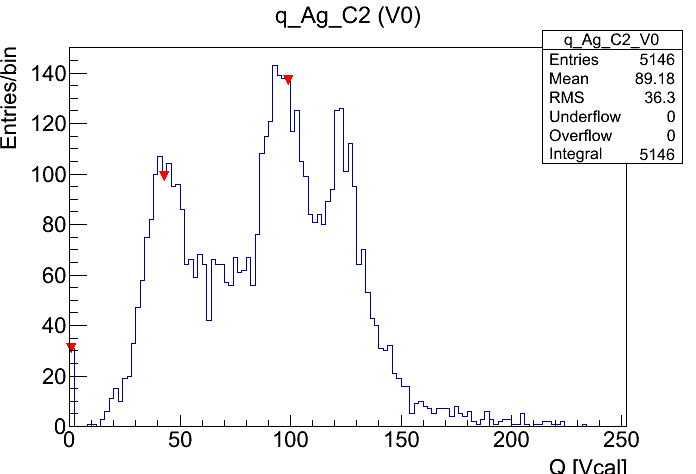 q_Ag_C2 (V0)
Entries/bin
q_Ag_C2_V0
Entries 5146
Mean 89.18
RMS 36.3
Underflow 0
Overflow 0
Integral 5146
140
120
100
80
60
40
20
0
0 50 100 150 200 250
Q [Vcal]